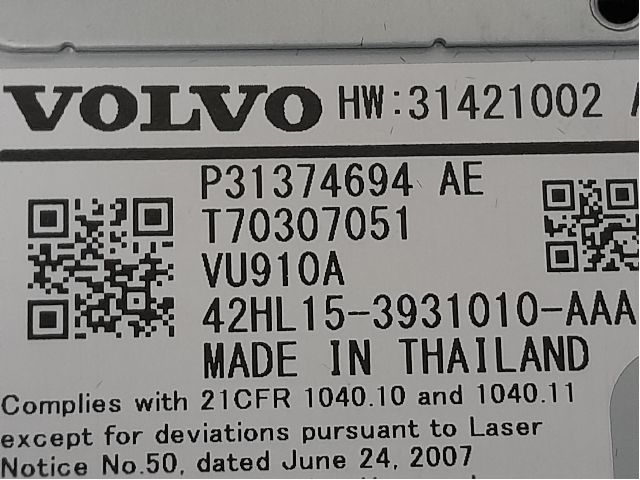 VOLVO HW:31421002
P31374694 AE
T70307051
VU910A
42HL15-3931010-AAA
MADE IN THAILAND
Complies with 21CFR 1040.10 and 1040.11
except for deviations pursuant to Laser
Notice No.50, dated June 24, 2007